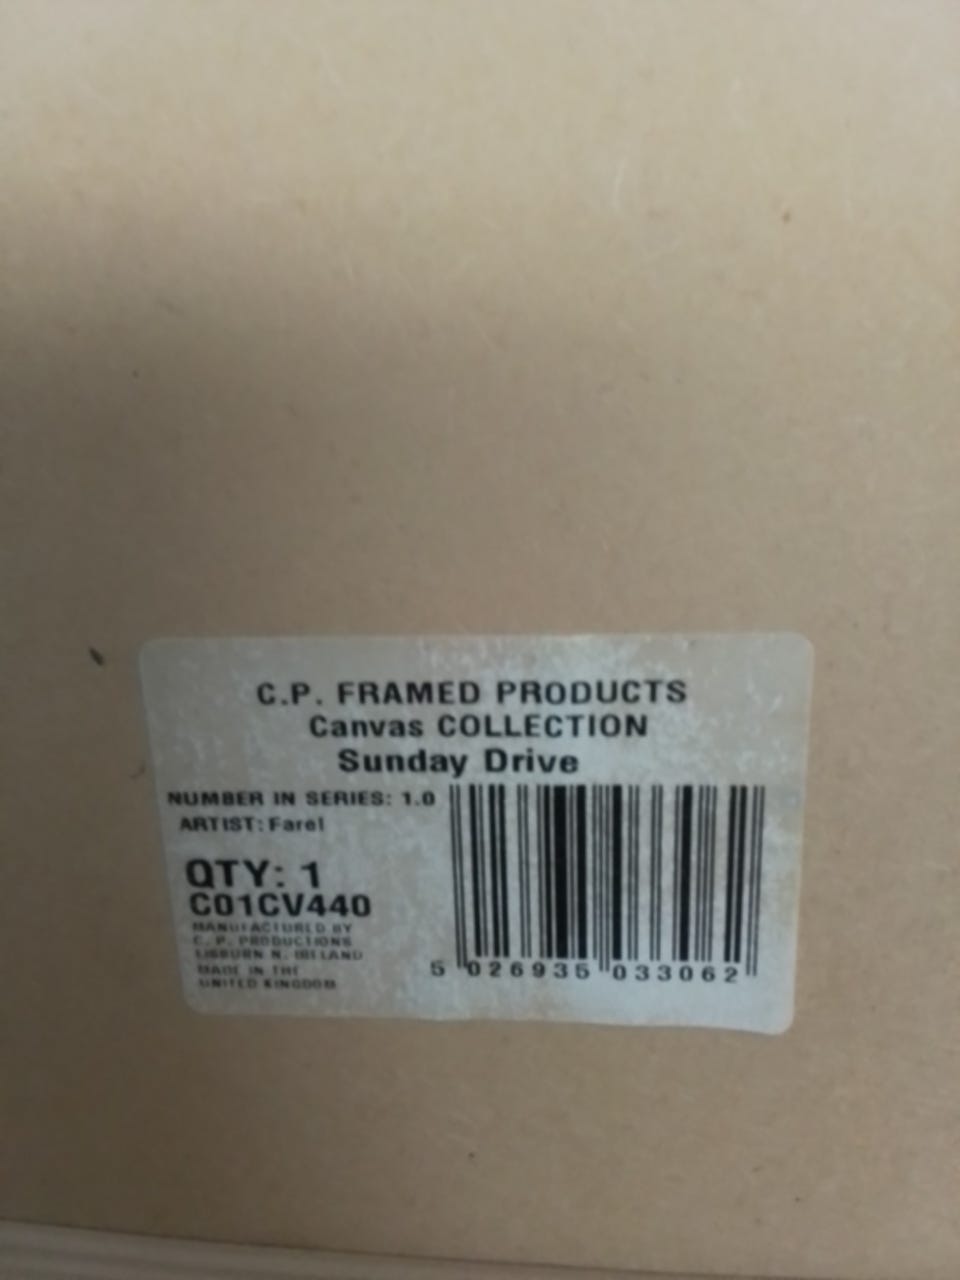 C.P. FRAMED PRODUCTS
Canvas COLLECTION
Sunday Drive
NUMBER IN SERIES: 1.0
ARTIST: Farel
QTY: 1
C01CV440
MANUFACTURED BY
C. P. PRODUCTIONS
LISBURN N. IRELAND
MADE IN THE
UNITED KINGDOM
5 026935 033062